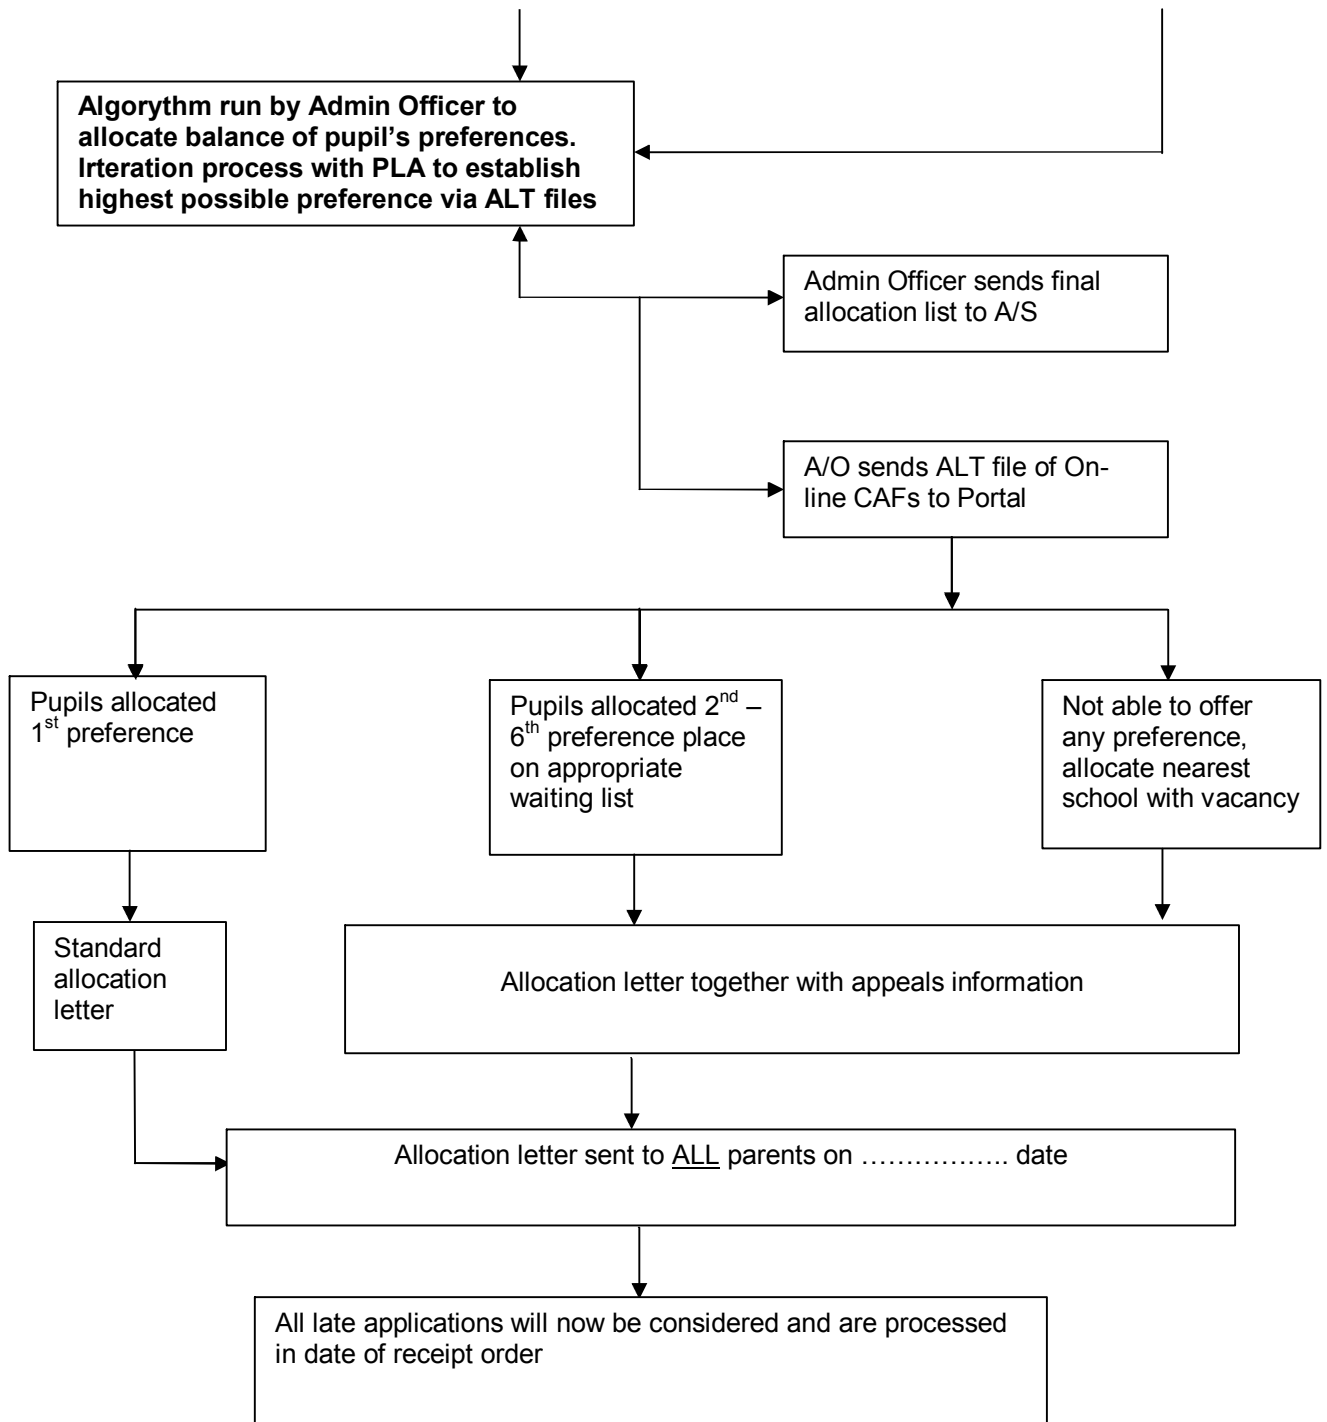 Algorythm run by Admin Officer to
allocate balance of pupil’s preferences.
Irteration process with PLA to establish
highest possible preference via ALT files
Admin Officer sends final
allocation list to A/S
A/O sends ALT file of On-
line CAFs to Portal
Pupils allocated
1st preference
Pupils allocated 2nd –
6th preference place
on appropriate
waiting list
Not able to offer
any preference,
allocate nearest
school with vacancy
Standard
allocation
letter
Allocation letter together with appeals information
Allocation letter sent to ALL parents on …………….. date
All late applications will now be considered and are processed
in date of receipt order